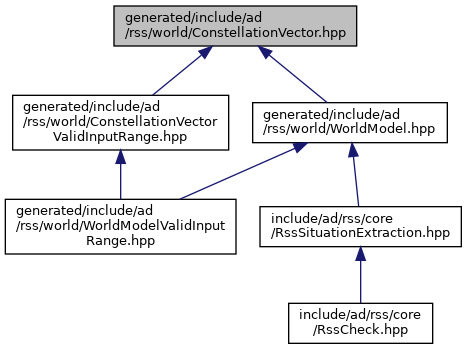 generated/include/ad
/rss/world/ConstellationVector.hpp
generated/include/ad
/rss/world/ConstellationVector
ValidInputRange.hpp
generated/include/ad
/rss/world/WorldModel.hpp
generated/include/ad
/rss/world/WorldModelValidInput
Range.hpp
include/ad/rss/core
/RssSituationExtraction.hpp
include/ad/rss/core
/RssCheck.hpp